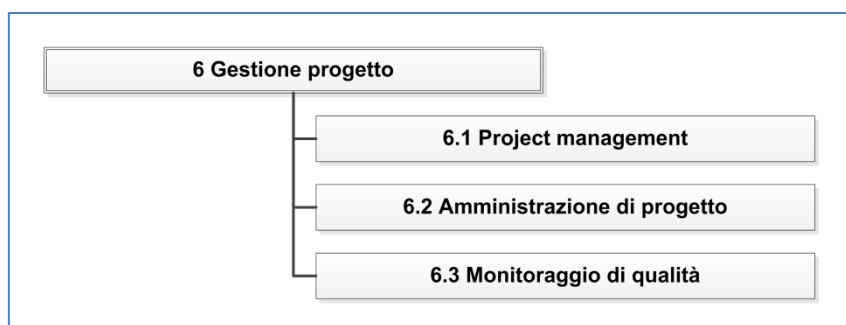 6 Gestione progetto
6.1 Project management
6.2 Amministrazione di progetto
6.3 Monitoraggio di qualità